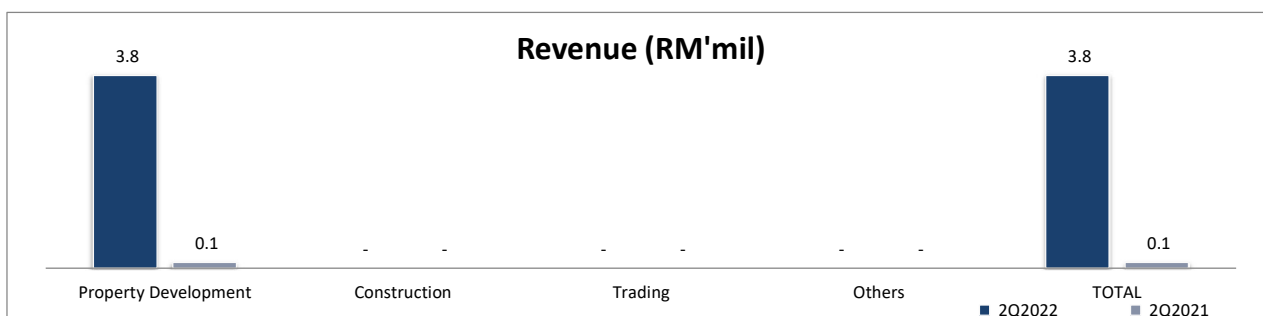 Revenue (RM'mil)
3.8 3.8
0.1 - - - - - - 0.1
Property Development Construction Trading Others TOTAL
2Q2022 2Q2021